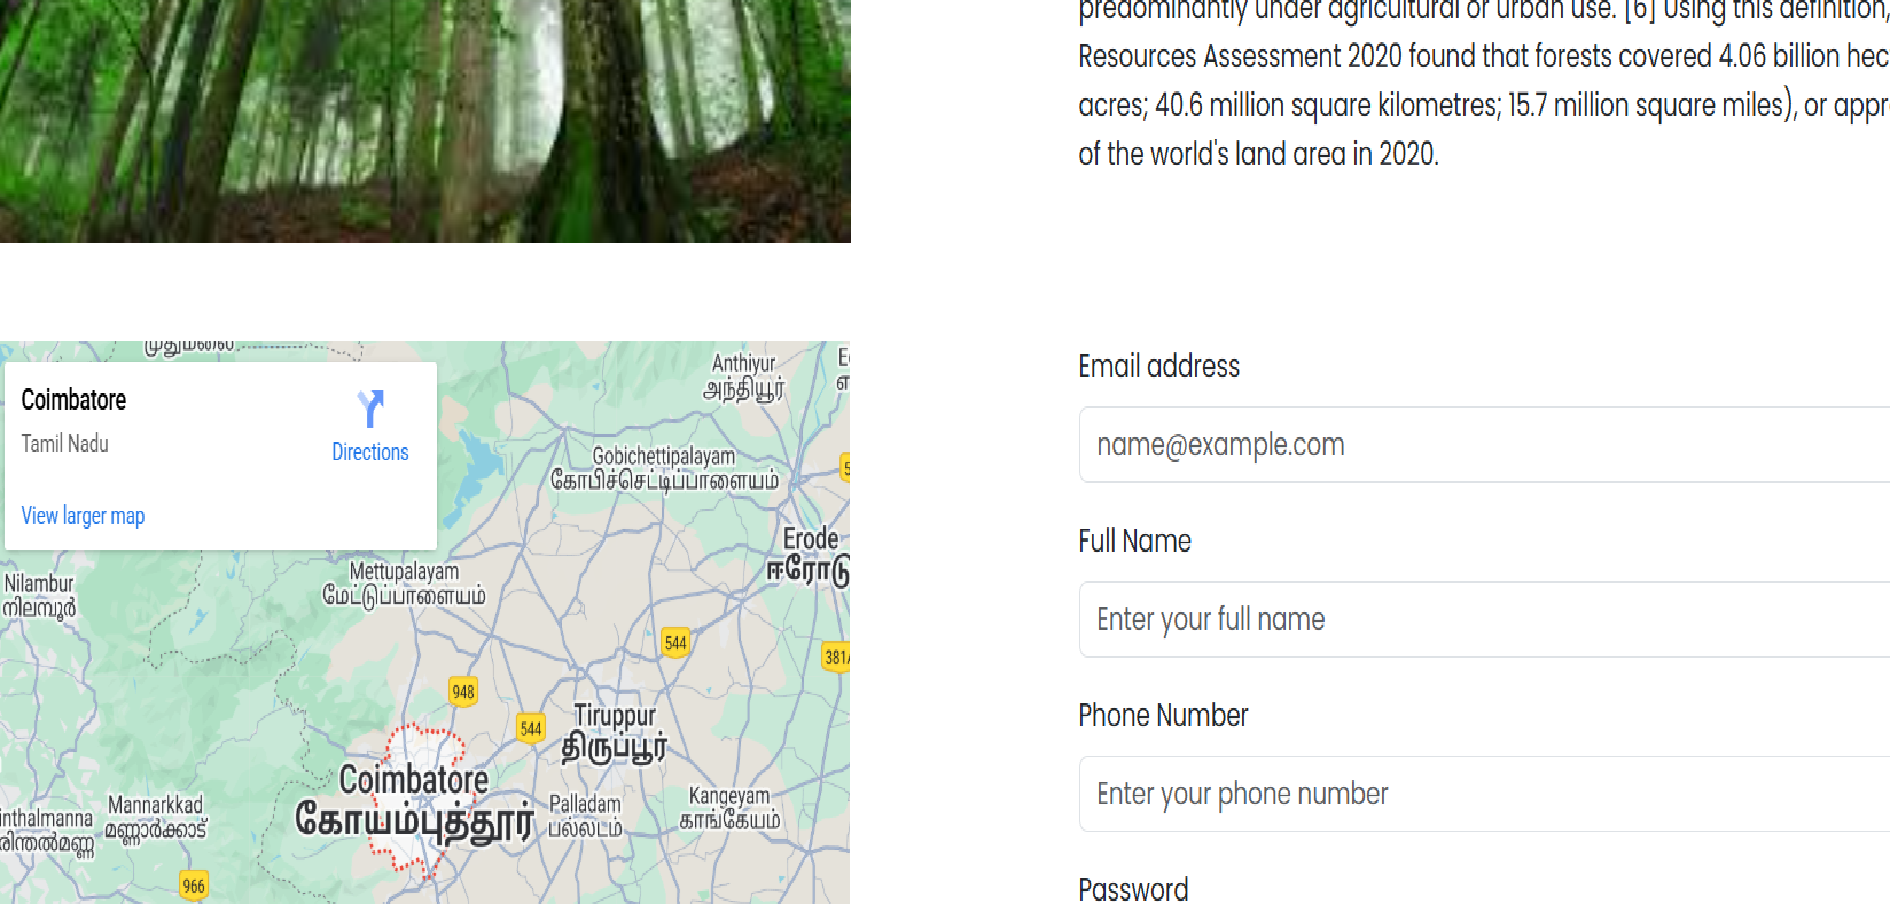 predominantly under agricultural or urban use. [6] Using this definition,
Resources Assessment 2020 found that forests covered 4.06 billion hec
acres; 40.6 million square kilometres; 15.7 million square miles), or appr
of the world's land area in 2020.
முதுமலை
Coimbatore
Tamil Nadu
Directions
View larger map
Anthiyur
அந்தியூர்
Gobichettipalayam
கோபிச்செட்டிப்பாளையம்
5
Erode
ஈரோடு
Mettupalayam
மேட்டுப்பாளையம்
Nilambur
നിലമ്പൂർ
544
381A
948
544
Tiruppur
திருப்பூர்
Coimbatore
கோயம்புத்தூர்
Palladam
பல்லடம்
Kangeyam
காங்கேயம்
Mannarkkad
മണ്ണാർക്കാട്
inthalmanna
966
Email address
name@example.com
Full Name
Enter your full name
Phone Number
Enter your phone number
Password